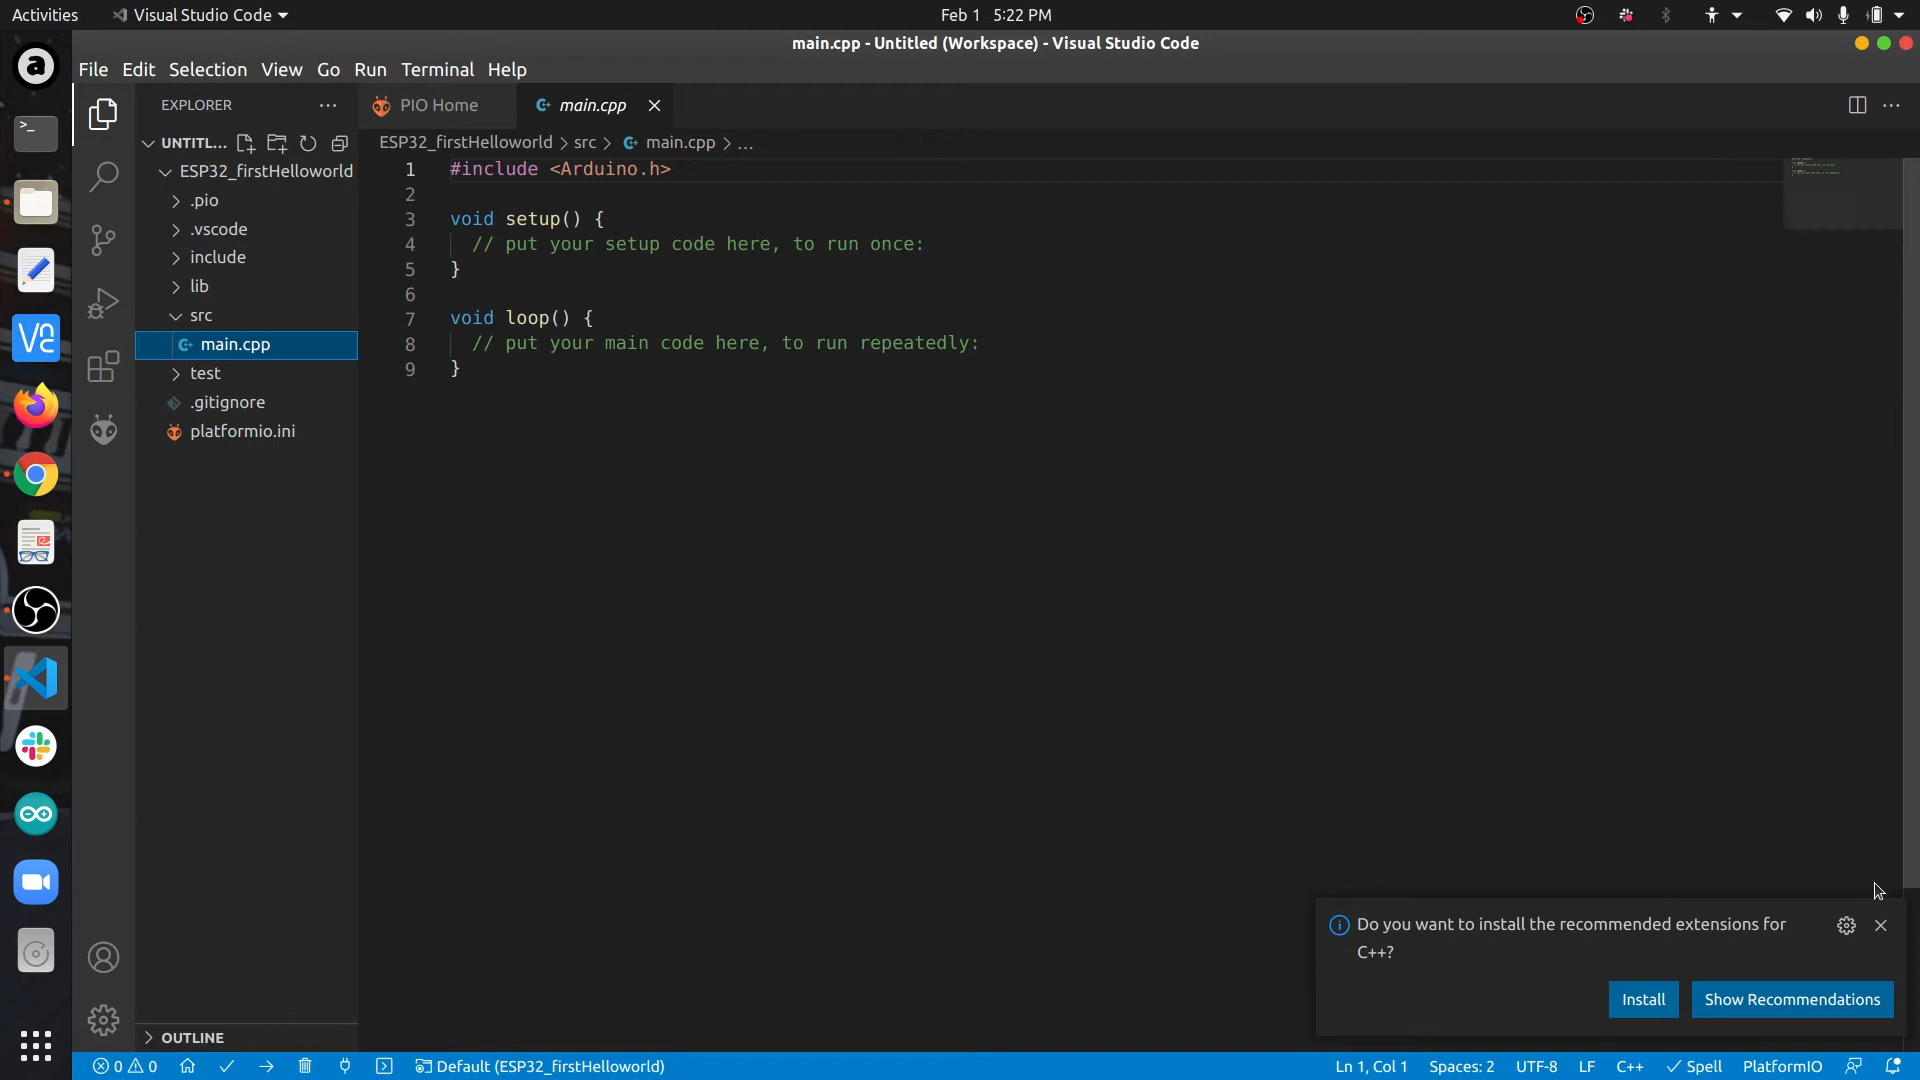 Activities Visual Studio Code Feb 1 5:22 PM
main.cpp - Untitled (Workspace) - Visual Studio Code
File Edit Selection View Go Run Terminal Help
EXPLORER ··· PIO Home main.cpp
UNTITL... ESP32_firstHelloworld > src > main.cpp > ...
ESP32_firstHelloworld
.pio
.vscode
include
lib
src
main.cpp
test
.gitignore
platformio.ini
OUTLINE
1 #include <Arduino.h>
2
3 void setup() {
4 // put your setup code here, to run once:
5 }
6
7 void loop() {
8 // put your main code here, to run repeatedly:
9 }
Do you want to install the recommended extensions for
C++?
Install Show Recommendations
0 0 Default (ESP32_firstHelloworld) Ln 1, Col 1 Spaces: 2 UTF-8 LF C++ Spell PlatformIO